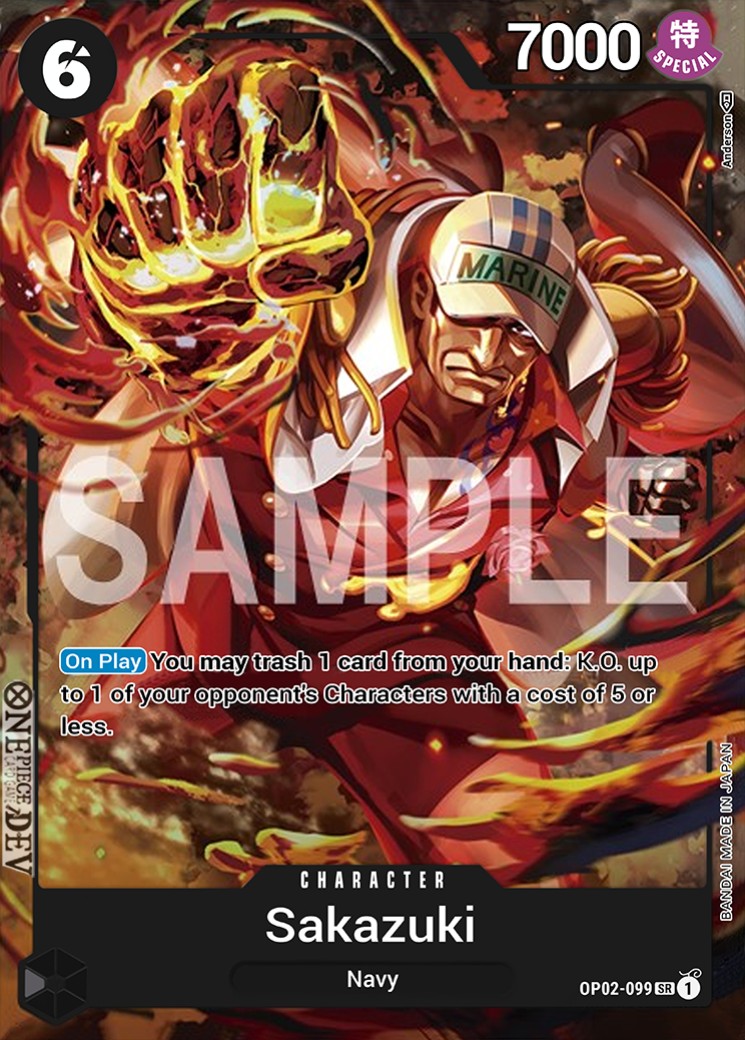 6
7000
特
SPECIAL
Anderson
MARINE
SAMPLE
On Play You may trash 1 card from your hand: K.O. up
to 1 of your opponent's Characters with a cost of 5 or
less.
ONE PIECE
.DEV
BANDAI MADE IN JAPAN
CHARACTER
Sakazuki
Navy
OP02-099 SR 1